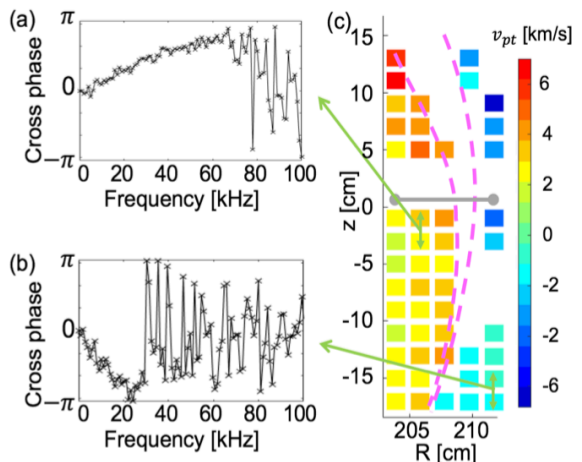 (a)
π
0
−π
Cross phase
0 20 40 60 80 100
Frequency [kHz]
(b)
π
0
−π
Cross phase
0 20 40 60 80 100
Frequency [kHz]
(c)
v_pt [km/s]
15
10
5
0
-5
-10
-15
z [cm]
205 210
R [cm]
6
4
2
0
-2
-4
-6